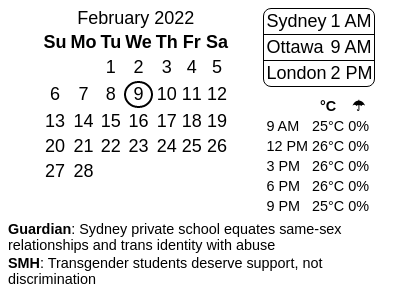 February 2022
Su Mo Tu We Th Fr Sa
1 2 3 4 5
6 7 8 9 10 11 12
13 14 15 16 17 18 19
20 21 22 23 24 25 26
27 28
Sydney 1 AM
Ottawa 9 AM
London 2 PM
°C ☂
9 AM 25°C 0%
12 PM 26°C 0%
3 PM 26°C 0%
6 PM 26°C 0%
9 PM 25°C 0%
Guardian: Sydney private school equates same-sex
relationships and trans identity with abuse
SMH: Transgender students deserve support, not
discrimination